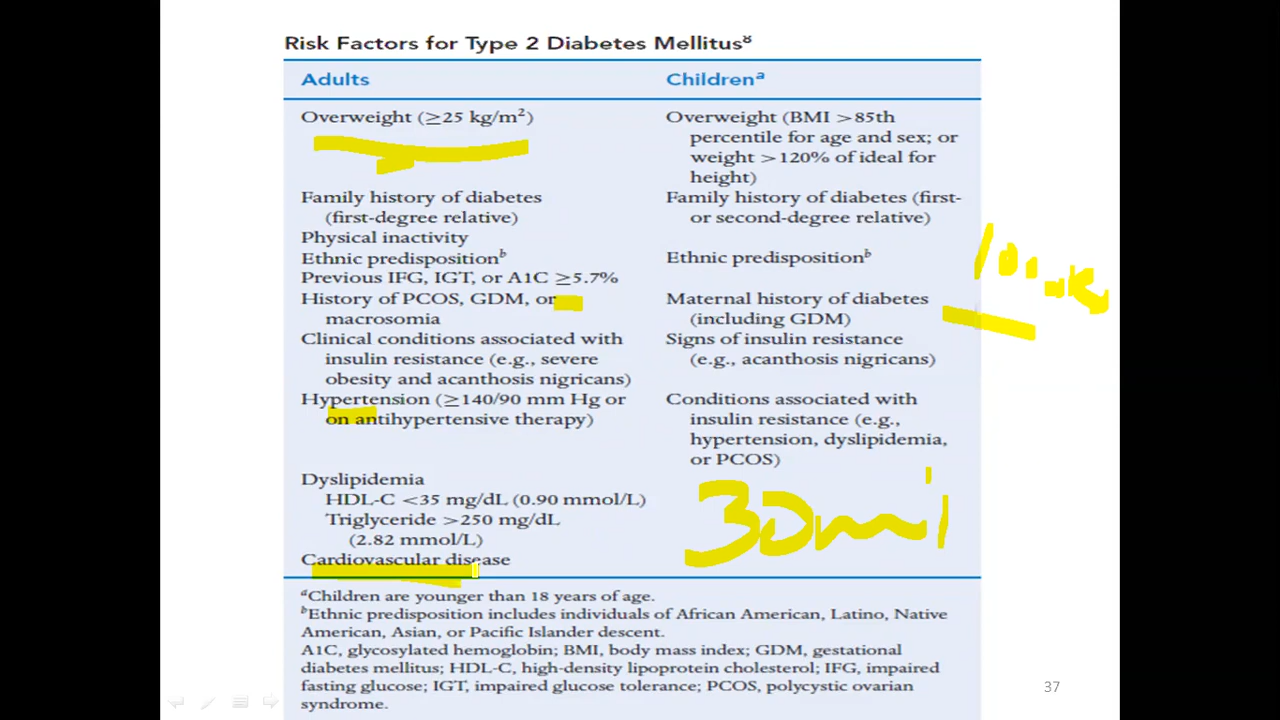 Risk Factors for Type 2 Diabetes Mellitus⁸
Adults
Children^a
Overweight (≥25 kg/m²)
Overweight (BMI >85th
percentile for age and sex; or
weight >120% of ideal for
height)
Family history of diabetes
(first-degree relative)
Family history of diabetes (first-
or second-degree relative)
Physical inactivity
Ethnic predisposition^b
Ethnic predisposition^b
Previous IFG, IGT, or A1C ≥5.7%
History of PCOS, GDM, or
macrosomia
Maternal history of diabetes
(including GDM)
Clinical conditions associated with
insulin resistance (e.g., severe
obesity and acanthosis nigricans)
Signs of insulin resistance
(e.g., acanthosis nigricans)
Hypertension (≥140/90 mm Hg or
on antihypertensive therapy)
Conditions associated with
insulin resistance (e.g.,
hypertension, dyslipidemia,
or PCOS)
Dyslipidemia
HDL-C <35 mg/dL (0.90 mmol/L)
Triglyceride >250 mg/dL
(2.82 mmol/L)
30mi
Cardiovascular disease
^aChildren are younger than 18 years of age.
^bEthnic predisposition includes individuals of African American, Latino, Native
American, Asian, or Pacific Islander descent.
A1C, glycosylated hemoglobin; BMI, body mass index; GDM, gestational
diabetes mellitus; HDL-C, high-density lipoprotein cholesterol; IFG, impaired
fasting glucose; IGT, impaired glucose tolerance; PCOS, polycystic ovarian
syndrome.
37